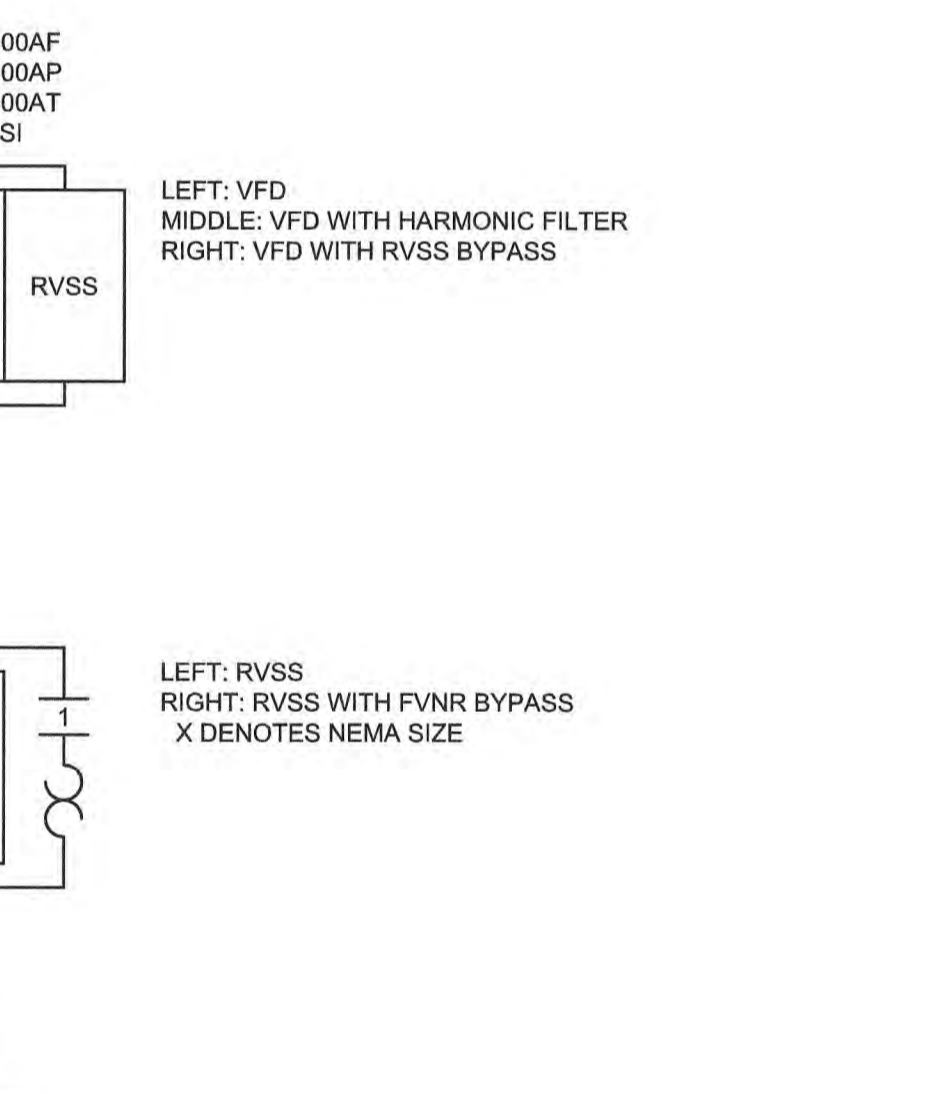 00AF
00AP
00AT
SI
LEFT: VFD
MIDDLE: VFD WITH HARMONIC FILTER
RIGHT: VFD WITH RVSS BYPASS
RVSS
LEFT: RVSS
RIGHT: RVSS WITH FVNR BYPASS
X DENOTES NEMA SIZE
1